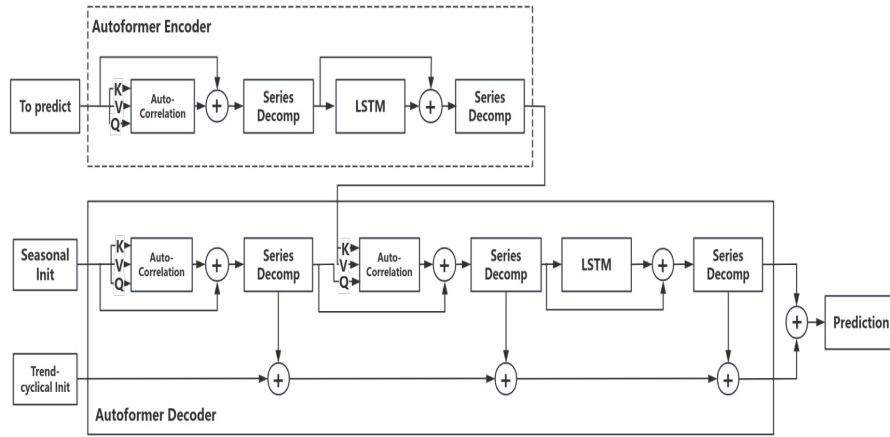 Autoformer Encoder
To predict
K
V
Q
Auto-
Correlation
+
Series
Decomp
LSTM
+
Series
Decomp
Seasonal
Init
K
V
Q
Auto-
Correlation
+
Series
Decomp
K
V
Q
Auto-
Correlation
+
Series
Decomp
LSTM
+
Series
Decomp
+
Prediction
Trend-
cyclical Init
+
+
+
Autoformer Decoder